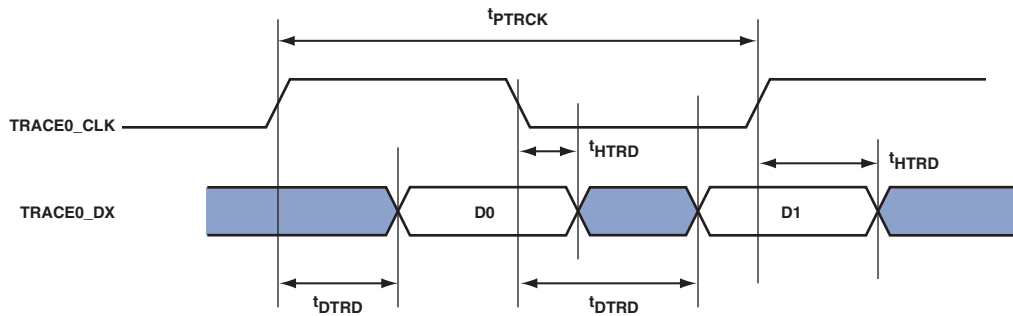 tPTRCK
TRACE0_CLK
tHTRD
tHTRD
TRACE0_DX
D0
D1
tDTRD
tDTRD